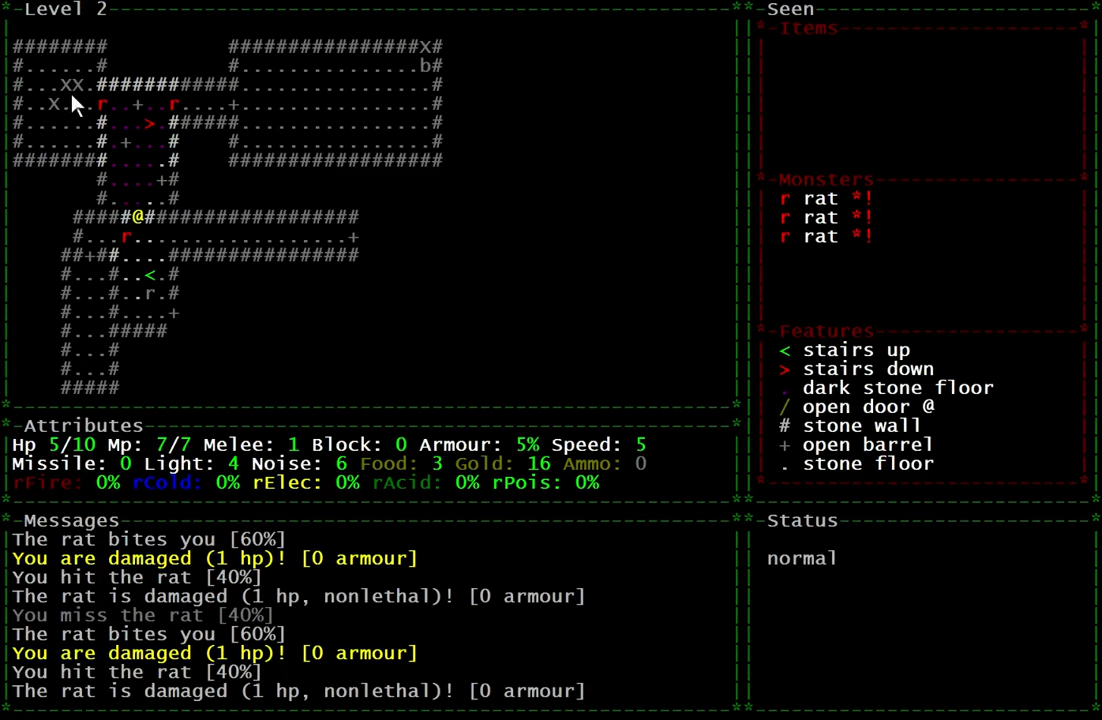 Level 2
########          ################x#
#......#          #...............b#
#...xx.############................#
#..x..r..+..r....+................#
#......#...>.#####................#
#......#.+...#    #................#
########.....#    ##################
#....+#
#.....#
#####@##################
#...r..................+
##+##....################
#...#..<.#
#...#..r.#
#...#....+
#...#####
#...#
#...#
#####
Attributes
Hp 5/10 Mp: 7/7 Melee: 1 Block: 0 Armour: 5% Speed: 5
Missile: 0 Light: 4 Noise: 6 Food: 3 Gold: 16 Ammo: 0
rFire: 0% rCold: 0% rElec: 0% rAcid: 0% rPois: 0%
Messages
The rat bites you [60%]
You are damaged (1 hp)! [0 armour]
You hit the rat [40%]
The rat is damaged (1 hp, nonlethal)! [0 armour]
You miss the rat [40%]
The rat bites you [60%]
You are damaged (1 hp)! [0 armour]
You hit the rat [40%]
The rat is damaged (1 hp, nonlethal)! [0 armour]
Seen
Items
Monsters
r rat *!
r rat *!
r rat *!
Features
< stairs up
> stairs down
. dark stone floor
/ open door @
# stone wall
+ open barrel
. stone floor
Status
normal